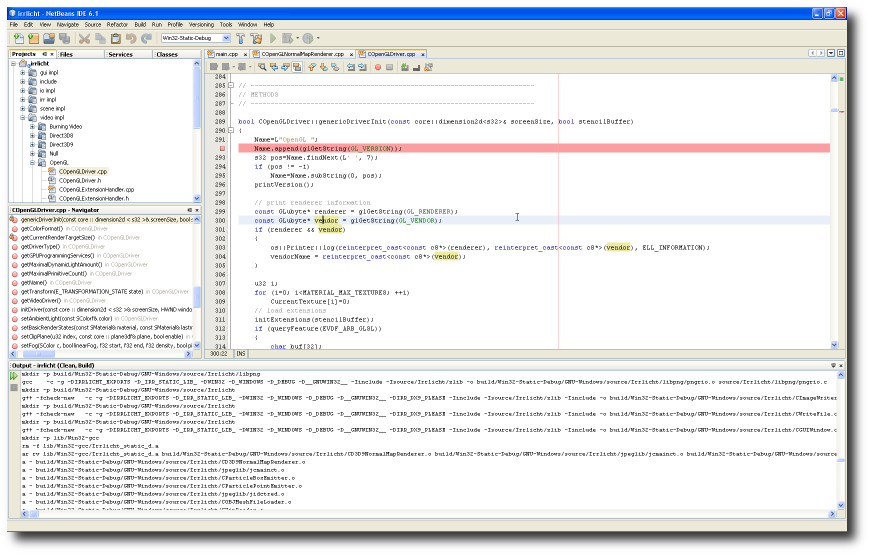 irrlicht - NetBeans IDE 6.1
File Edit View Navigate Source Refactor Build Run Profile Versioning Tools Window Help
Win32-Static-Debug
Projects Files Services Classes
main.cpp COpenGLNormalMapRenderer.cpp COpenGLDriver.cpp
irrlicht
gui impl
include
io impl
irr impl
scene impl
video impl
Burning Video
Direct3D8
Direct3D9
Null
OpenGL
COpenGLDriver.cpp
COpenGLDriver.h
COpenGLExtensionHandler.cpp
COpenGLExtensionHandler.h
COpenGLDriver.cpp - Navigator
genericDriverInit(const core :: dimension2d < s32 >& screenSize, bool s
getColorFormat() in COpenGLDriver
getCurrentRenderTargetSize() in COpenGLDriver
getDriverType() in COpenGLDriver
getGPUProgrammingServices() in COpenGLDriver
getMaximalDynamicLightAmount() in COpenGLDriver
getMaximalPrimitiveCount() in COpenGLDriver
getName() in COpenGLDriver
getTransform(E_TRANSFORMATION_STATE state) in COpenGLDriver
getVideoDriver() in COpenGLDriver
initDriver(const core :: dimension2d < s32 >& screenSize, HWND windo
setAmbientLight(const SColorf& color) in COpenGLDriver
setBasicRenderStates(const SMaterial& material, const SMaterial& lastm
setClipPlane(u32 index, const core :: plane3df& plane, bool enable) in
setFog(SColor c, bool linearFog, f32 start, f32 end, f32 density, bool pi
284
285 // ----------------------------------------------------------------------
286 // METHODS
287 // ----------------------------------------------------------------------
288
289 bool COpenGLDriver::genericDriverInit(const core::dimension2d<s32>& screenSize, bool stencilBuffer)
290 {
291 Name=L"OpenGL ";
Name.append(glGetString(GL_VERSION));
293 s32 pos=Name.findNext(L' ', 7);
294 if (pos != -1)
295 Name=Name.subString(0, pos);
296 printVersion();
297
298 // print renderer information
299 const GLubyte* renderer = glGetString(GL_RENDERER);
300 const GLubyte* vendor = glGetString(GL_VENDOR);
301 if (renderer && vendor)
302 {
303 os::Printer::log(reinterpret_cast<const c8*>(renderer), reinterpret_cast<const c8*>(vendor), ELL_INFORMATION);
304 vendorName = reinterpret_cast<const c8*>(vendor);
305 }
306
307 u32 i;
308 for (i=0; i<MATERIAL_MAX_TEXTURES; ++i)
309 CurrentTexture[i]=0;
310 // load extensions
311 initExtensions(stencilBuffer);
312 if (queryFeature(EVDF_ARB_GLSL))
313 {
314 char buf[32];
300:22 INS
Output - irrlicht (Clean, Build)
mkdir -p build/Win32-Static-Debug/GNU-Windows/source/Irrlicht/libpng
gcc -c -g -DIRRLICHT_EXPORTS -D_IRR_STATIC_LIB_ -DWIN32 -D_WINDOWS -D_DEBUG -D__GNUWIN32__ -Iinclude -Isource/Irrlicht/zlib -o build/Win32-Static-Debug/GNU-Windows/source/Irrlicht/libpng/pngrio.o source/Irrlicht/libpng/pngrio.c
mkdir -p build/Win32-Static-Debug/GNU-Windows/source/Irrlicht
g++ -fcheck-new -c -g -DIRRLICHT_EXPORTS -D_IRR_STATIC_LIB_ -DWIN32 -D_WINDOWS -D_DEBUG -D__GNUWIN32__ -DIRR_DX9_PLEASE -Iinclude -Isource/Irrlicht/zlib -Iinclude -o build/Win32-Static-Debug/GNU-Windows/source/Irrlicht/CImageWriter
mkdir -p build/Win32-Static-Debug/GNU-Windows/source/Irrlicht
g++ -fcheck-new -c -g -DIRRLICHT_EXPORTS -D_IRR_STATIC_LIB_ -DWIN32 -D_WINDOWS -D_DEBUG -D__GNUWIN32__ -DIRR_DX9_PLEASE -Iinclude -Isource/Irrlicht/zlib -Iinclude -o build/Win32-Static-Debug/GNU-Windows/source/Irrlicht/CWriteFile.c
mkdir -p build/Win32-Static-Debug/GNU-Windows/source/Irrlicht
g++ -fcheck-new -c -g -DIRRLICHT_EXPORTS -D_IRR_STATIC_LIB_ -DWIN32 -D_WINDOWS -D_DEBUG -D__GNUWIN32__ -DIRR_DX9_PLEASE -Iinclude -Isource/Irrlicht/zlib -Iinclude -o build/Win32-Static-Debug/GNU-Windows/source/Irrlicht/CGUIWindow.c
mkdir -p lib/Win32-gcc
rm -f lib/Win32-gcc/Irrlicht_static_d.a
ar rv lib/Win32-gcc/Irrlicht_static_d.a build/Win32-Static-Debug/GNU-Windows/source/Irrlicht/CD3D9NormalMapRenderer.o build/Win32-Static-Debug/GNU-Windows/source/Irrlicht/jpeglib/jcmainct.o build/Win32-Static-Debug/GNU-Windows/source
a - build/Win32-Static-Debug/GNU-Windows/source/Irrlicht/CD3D9NormalMapRenderer.o
a - build/Win32-Static-Debug/GNU-Windows/source/Irrlicht/jpeglib/jcmainct.o
a - build/Win32-Static-Debug/GNU-Windows/source/Irrlicht/CParticleBoxEmitter.o
a - build/Win32-Static-Debug/GNU-Windows/source/Irrlicht/CParticlePointEmitter.o
a - build/Win32-Static-Debug/GNU-Windows/source/Irrlicht/jpeglib/jidctred.o
a - build/Win32-Static-Debug/GNU-Windows/source/Irrlicht/COBJMeshFileLoader.o